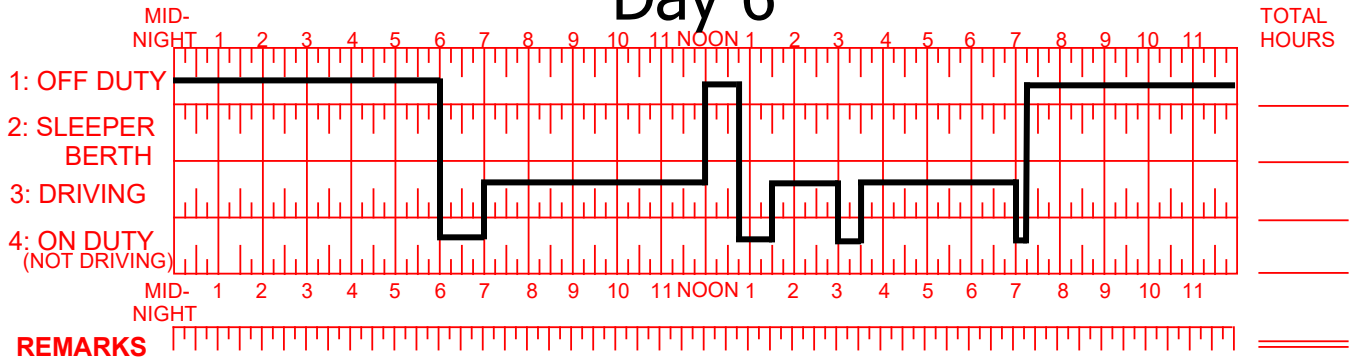 Day 6
MID-
NIGHT 1 2 3 4 5 6 7 8 9 10 11 NOON 1 2 3 4 5 6 7 8 9 10 11
TOTAL
HOURS
1: OFF DUTY
2: SLEEPER
BERTH
3: DRIVING
4: ON DUTY
(NOT DRIVING)
MID-
NIGHT 1 2 3 4 5 6 7 8 9 10 11 NOON 1 2 3 4 5 6 7 8 9 10 11
REMARKS